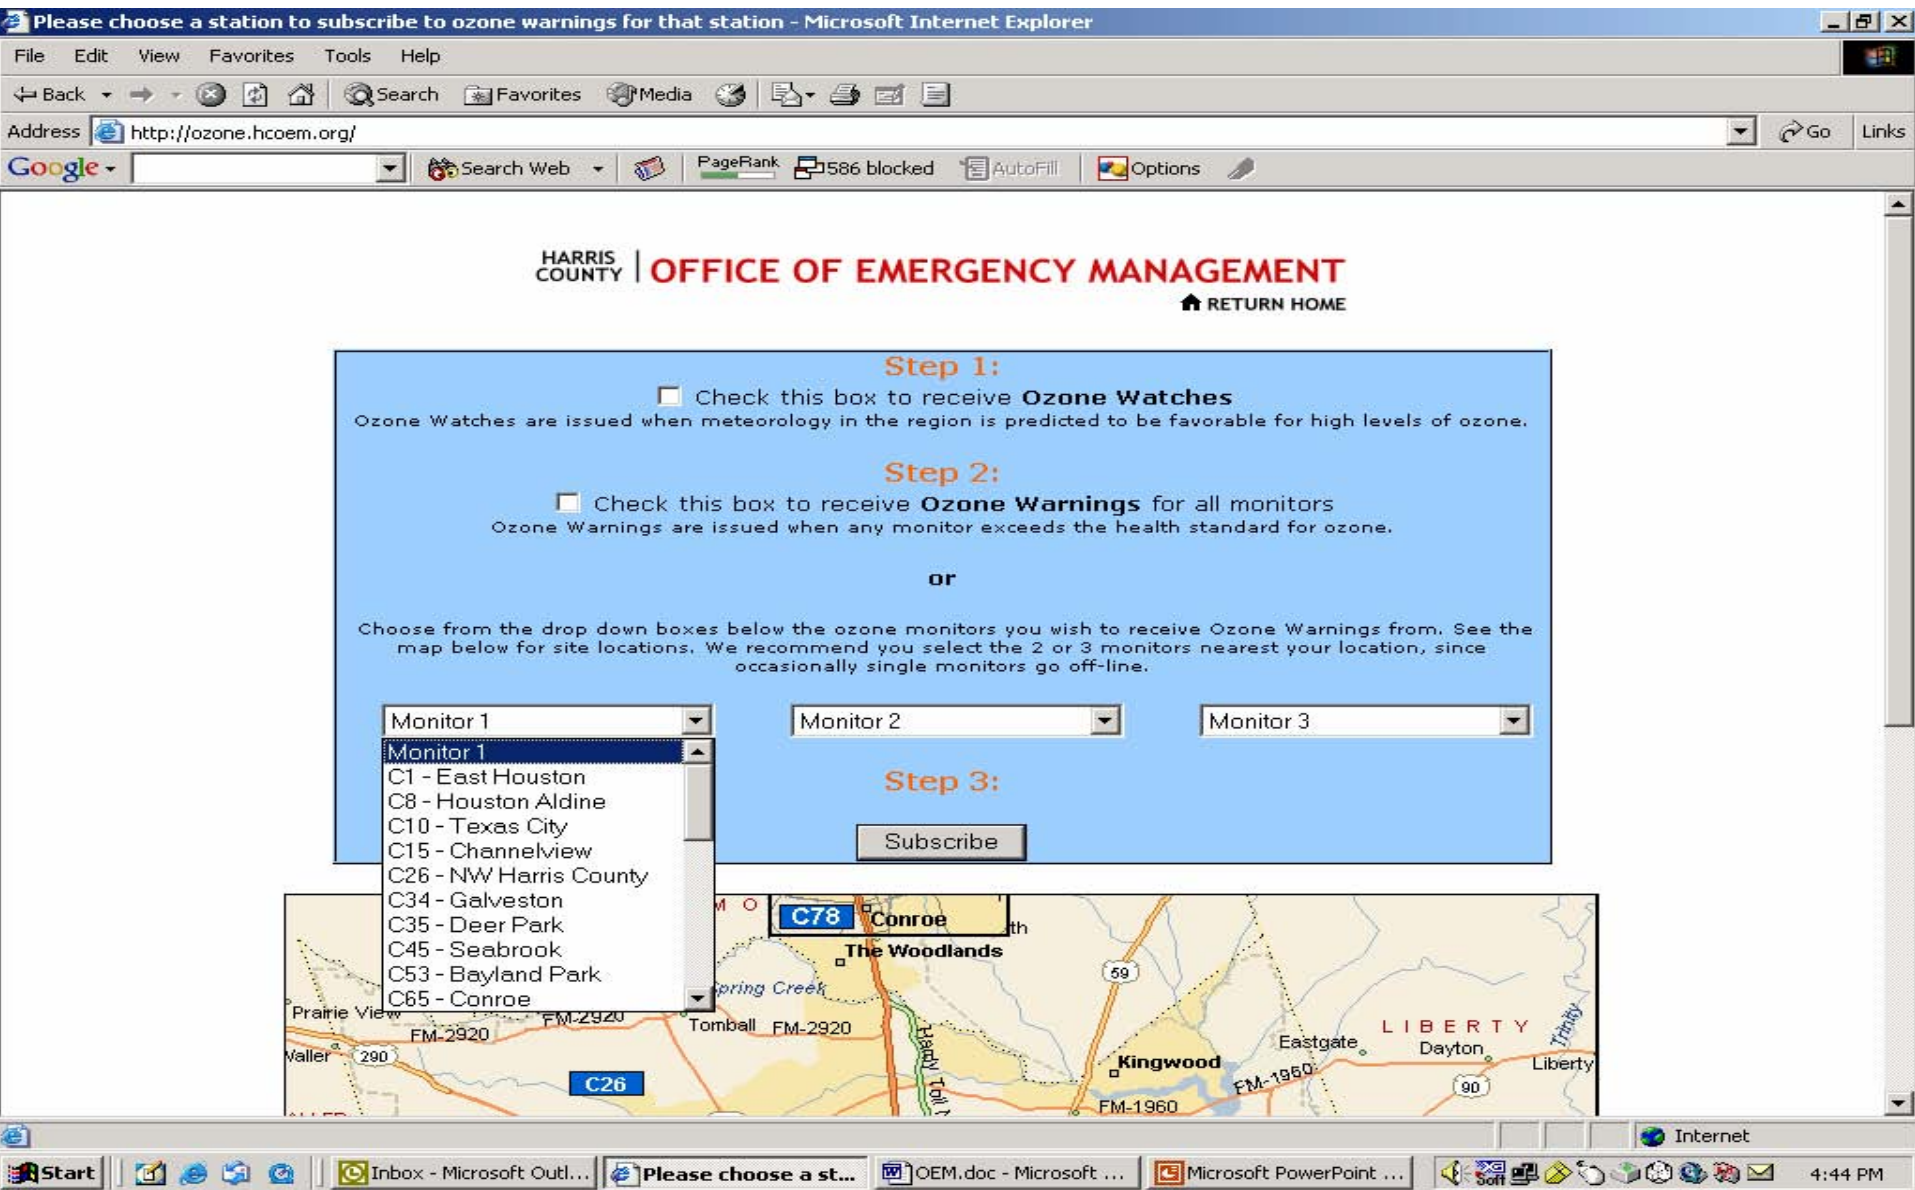 Please choose a station to subscribe to ozone warnings for that station - Microsoft Internet Explorer
File Edit View Favorites Tools Help
Back Search Favorites Media
Address http://ozone.hcoem.org/ Go Links
Google Search Web PageRank 586 blocked AutoFill Options
HARRIS COUNTY OFFICE OF EMERGENCY MANAGEMENT
RETURN HOME
Step 1:
Check this box to receive Ozone Watches
Ozone Watches are issued when meteorology in the region is predicted to be favorable for high levels of ozone.
Step 2:
Check this box to receive Ozone Warnings for all monitors
Ozone Warnings are issued when any monitor exceeds the health standard for ozone.
or
Choose from the drop down boxes below the ozone monitors you wish to receive Ozone Warnings from. See the
map below for site locations. We recommend you select the 2 or 3 monitors nearest your location, since
occasionally single monitors go off-line.
Monitor 1 Monitor 2 Monitor 3
Monitor 1
C1 - East Houston
C8 - Houston Aldine
C10 - Texas City
C15 - Channelview
C26 - NW Harris County
C34 - Galveston
C35 - Deer Park
C45 - Seabrook
C53 - Bayland Park
C65 - Conroe
Step 3:
Subscribe
M O C78 Conroe
th
The Woodlands
59
pring Creek
Prairie View FM-2920 Tomball FM-2920
FM-2920
LIBERTY Trinity
Eastgate Dayton
Waller 290 Hardy Toll Kingwood Liberty
C26 FM-1960 90
FM-1960
Internet
Start Inbox - Microsoft Outl... Please choose a st... OEM.doc - Microsoft ... Microsoft PowerPoint ... Soft 4:44 PM